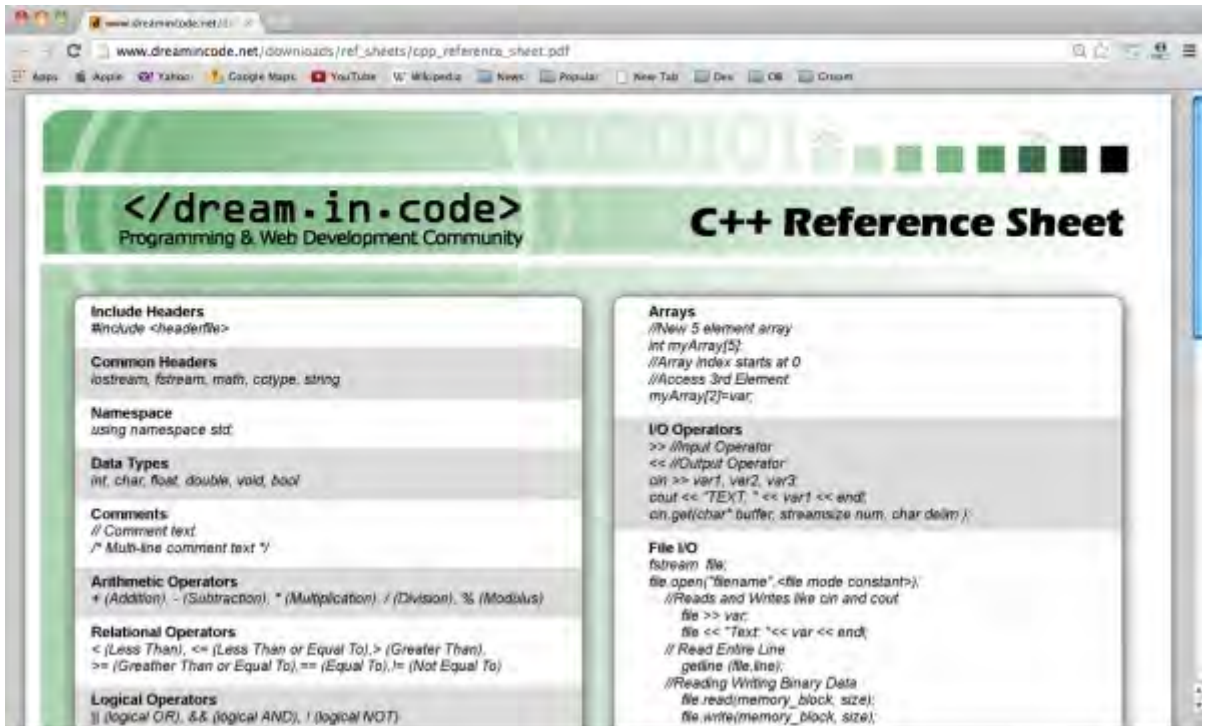 www.dreamincode.net/
www.dreamincode.net/downloads/ref_sheets/cpp_reference_sheet.pdf
Apps Apple Yahoo! Google Maps YouTube Wikipedia News Popular New Tab Dev
</dream.in.code>
Programming & Web Development Community
C++ Reference Sheet
Include Headers
#include <headerfile>
Common Headers
iostream, fstream, math, cctype, string
Namespace
using namespace std;
Data Types
int, char, float, double, void, bool
Comments
// Comment text
/* Multi-line comment text */
Arithmetic Operators
+ (Addition), - (Subtraction), * (Multiplication), / (Division), % (Modulus)
Relational Operators
< (Less Than), <= (Less Than or Equal To),> (Greater Than),
>= (Greather Than or Equal To),== (Equal To),!= (Not Equal To)
Logical Operators
|| (logical OR), && (logical AND), ! (logical NOT)
Arrays
//New 5 element array
int myArray[5];
//Array index starts at 0
//Access 3rd Element
myArray[2]=var;
I/O Operators
>> //Input Operator
<< //Output Operator
cin >> var1, var2, var3;
cout << "TEXT: " << var1 << endl;
cin.get(char* buffer, streamsize num, char delim );
File I/O
fstream file;
file.open("filename",<file mode constant>);
//Reads and Writes like cin and cout
file >> var;
file << "Text: "<< var << endl;
// Read Entire Line
getline (file,line);
//Reading Writing Binary Data
file.read(memory_block, size);
file.write(memory_block, size);